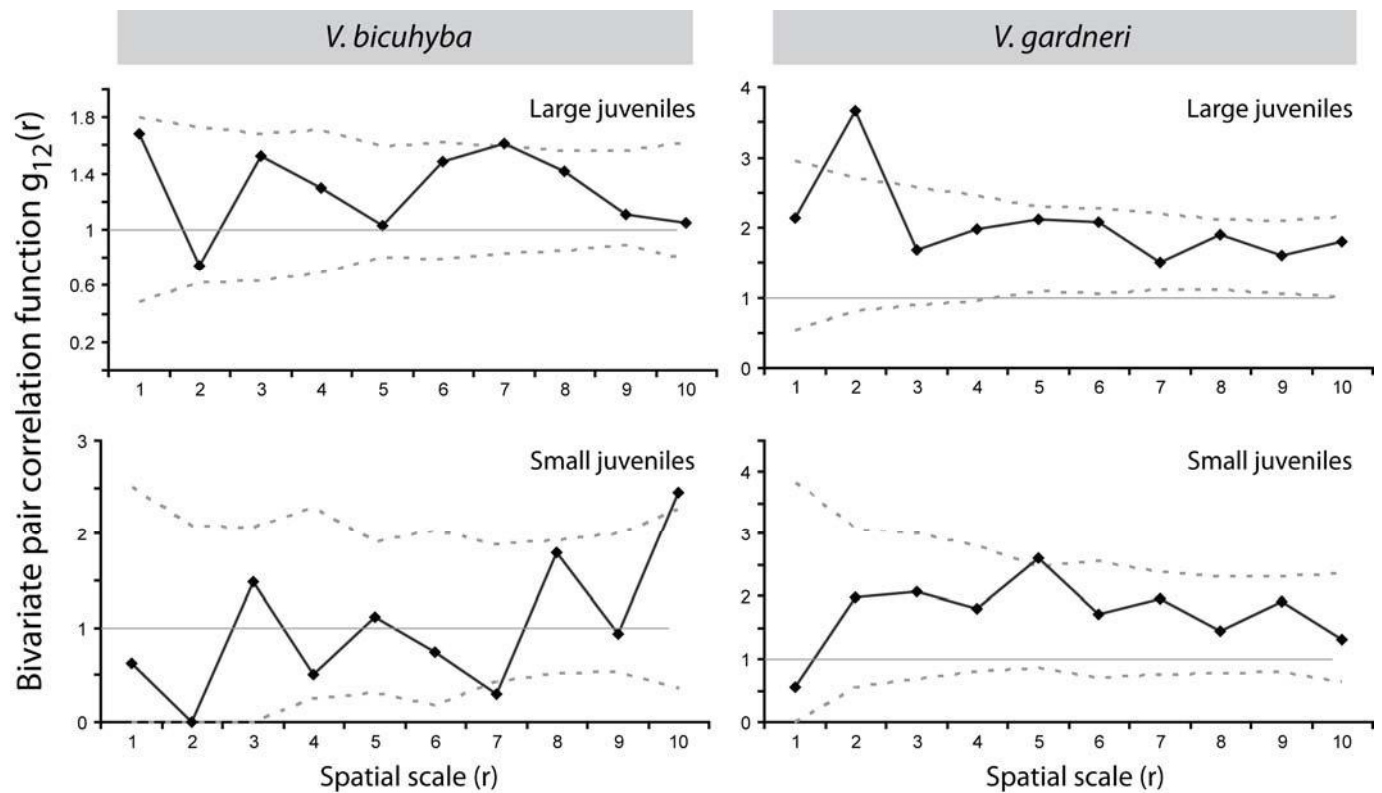 V. bicuhyba
V. gardneri
Bivariate pair correlation function g12(r)
Large juveniles
1.8
1.4
1
0.6
0.2
1 2 3 4 5 6 7 8 9 10
Large juveniles
4
3
2
1
0
1 2 3 4 5 6 7 8 9 10
Small juveniles
3
2
1
0
1 2 3 4 5 6 7 8 9 10
Spatial scale (r)
Small juveniles
4
3
2
1
0
1 2 3 4 5 6 7 8 9 10
Spatial scale (r)